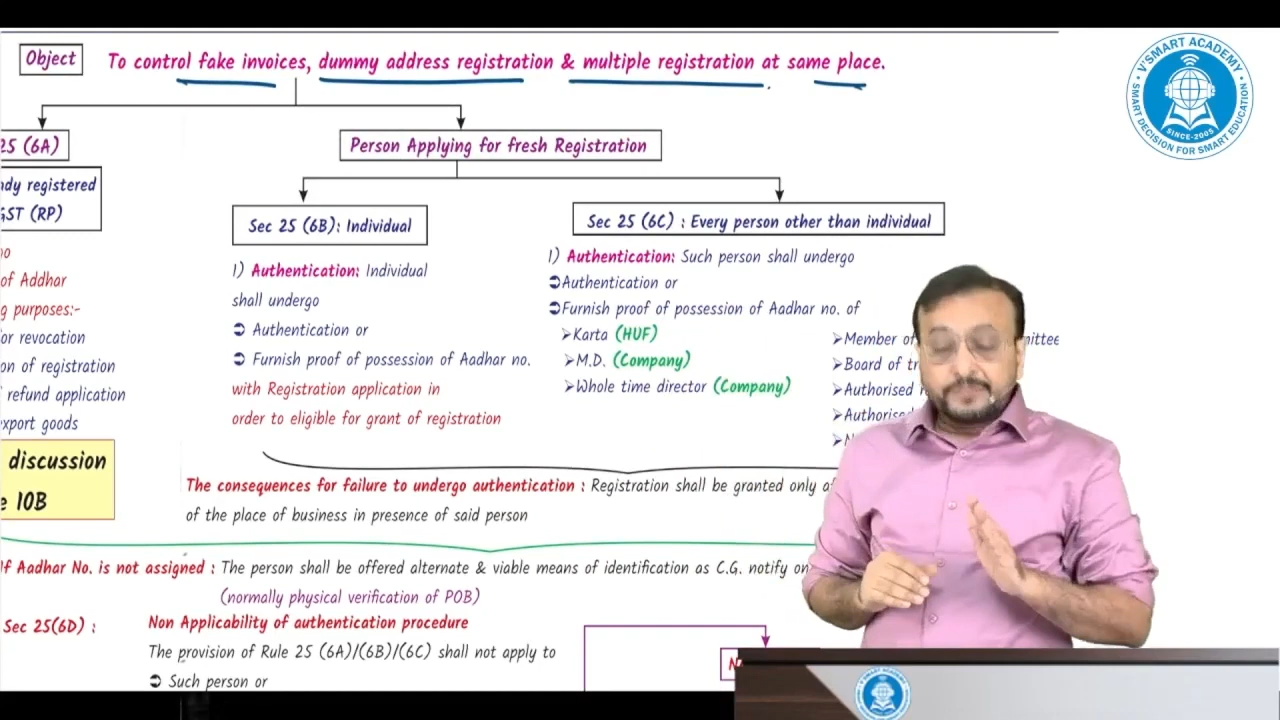 Object
To control fake invoices, dummy address registration & multiple registration at same place.
25 (6A)
Person Applying for fresh Registration
registered
GST (RP)
Sec 25 (6B): Individual
Sec 25 (6C) : Every person other than individual
of Addhar
purposes:-
or revocation
on of registration
refund application
export goods
discussion
10B
1) Authentication: Individual
shall undergo
➲ Authentication or
➲ Furnish proof of possession of Aadhar no.
with Registration application in
order to eligible for grant of registration
1) Authentication: Such person shall undergo
➲Authentication or
➲Furnish proof of possession of Aadhar no. of
➢Karta (HUF)
➢M.D. (Company)
➢Whole time director (Company)
➢Member of
➢Board of
➢Authorised
➢Authorised
The consequences for failure to undergo authentication : Registration shall be granted only
of the place of business in presence of said person
If Aadhar No. is not assigned : The person shall be offered alternate & viable means of identification as C.G. notify on
(normally physical verification of POB)
Sec 25(6D) :
Non Applicability of authentication procedure
The provision of Rule 25 (6A)/(6B)/(6C) shall not apply to
➲ Such person or
V'SMART ACADEMY
SINCE-2005
SMART DECISION FOR SMART EDUCATION